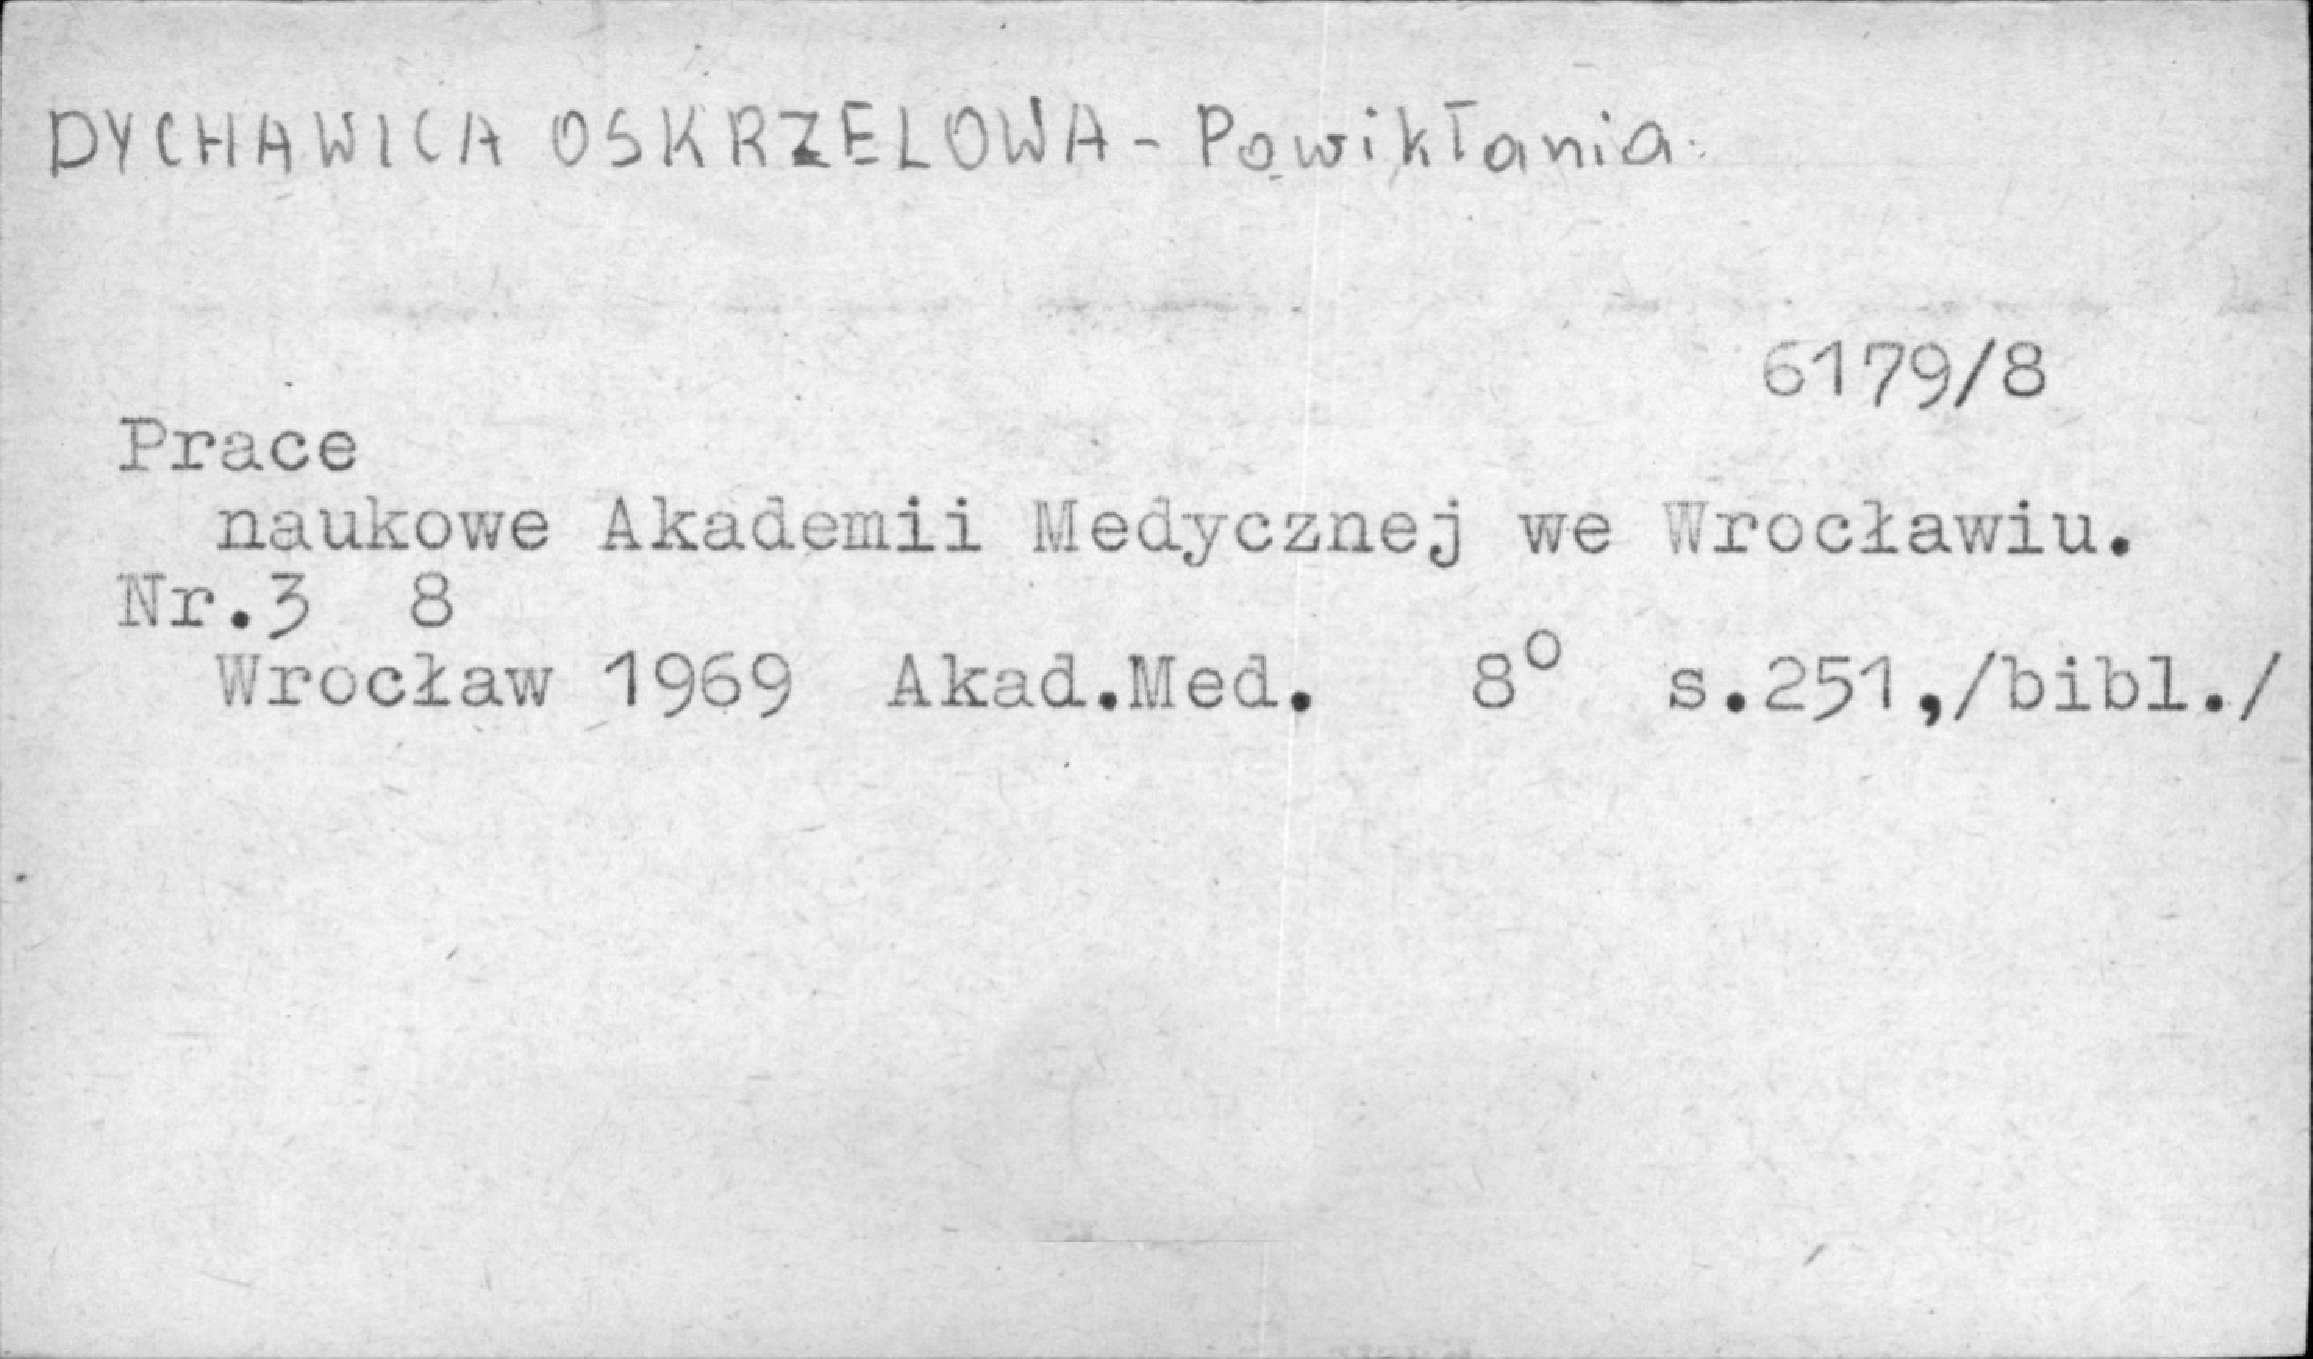 DYCHAWICA OSKRZELOWA - Powikłania.
6179/8
Prace
naukowe Akademii Medycznej we Wrocławiu.
Nr.3 8
Wrocław 1969 Akad.Med. 8° s.251,/bibl./